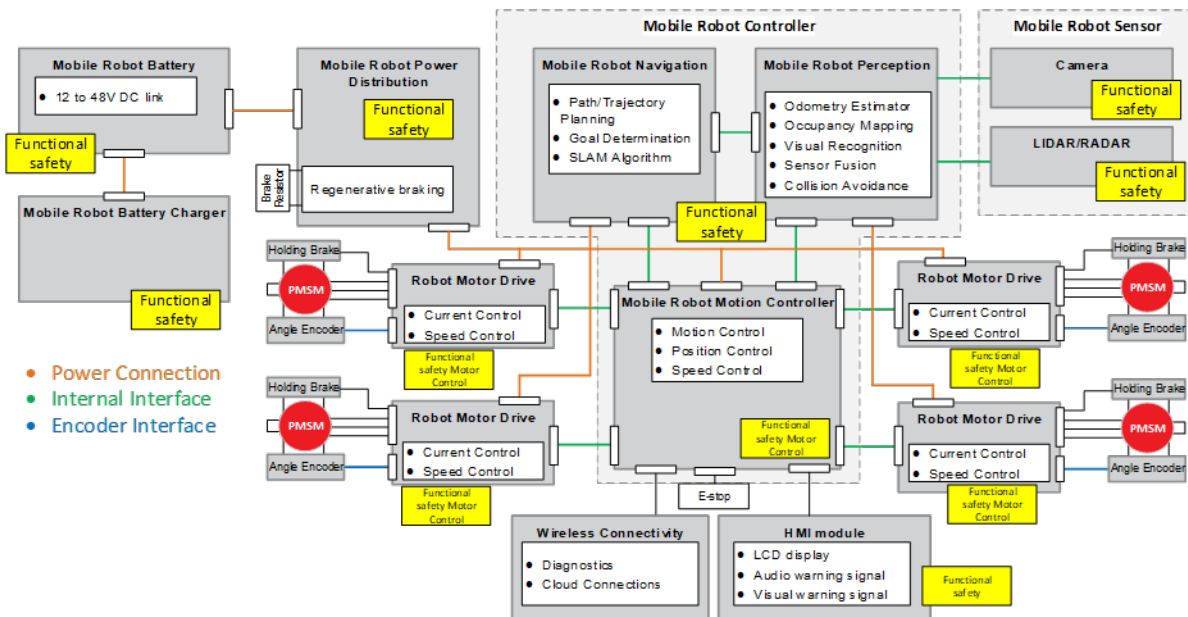 Mobile Robot Controller
Mobile Robot Sensor
Mobile Robot Battery
● 12 to 48V DC link
Functional
safety
Mobile Robot Power
Distribution
Functional
safety
Brake
Resistor
Regenerative braking
Mobile Robot Navigation
● Path/Trajectory
Planning
● Goal Determination
● SLAM Algorithm
Mobile Robot Perception
● Odometry Estimator
● Occupancy Mapping
● Visual Recognition
● Sensor Fusion
● Collision Avoidance
Functional
safety
Camera
Functional
safety
LIDAR/RADAR
Functional
safety
Mobile Robot Battery Charger
Functional
safety
Holding Brake
PMSM
Angle Encoder
Robot Motor Drive
● Current Control
● Speed Control
Functional
safety Motor
Control
Mobile Robot Motion Controller
● Motion Control
● Position Control
● Speed Control
Functional
safety Motor
Control
Robot Motor Drive
● Current Control
● Speed Control
Functional
safety Motor
Control
Holding Brake
PMSM
Angle Encoder
● Power Connection
● Internal Interface
● Encoder Interface
Holding Brake
PMSM
Angle Encoder
Robot Motor Drive
● Current Control
● Speed Control
Functional
safety Motor
Control
Robot Motor Drive
● Current Control
● Speed Control
Functional
safety Motor
Control
Holding Brake
PMSM
Angle Encoder
E-stop
Wireless Connectivity
● Diagnostics
● Cloud Connections
HMI module
● LCD display
● Audio warning signal
● Visual warning signal
Functional
safety